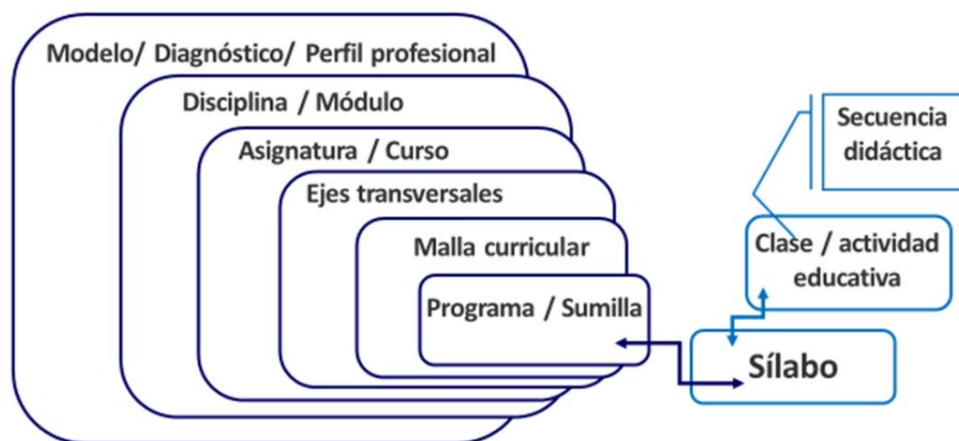 Modelo/ Diagnóstico/ Perfil profesional
Disciplina / Módulo
Asignatura / Curso
Ejes transversales
Malla curricular
Programa / Sumilla
Secuencia
didáctica
Clase / actividad
educativa
Sílabo